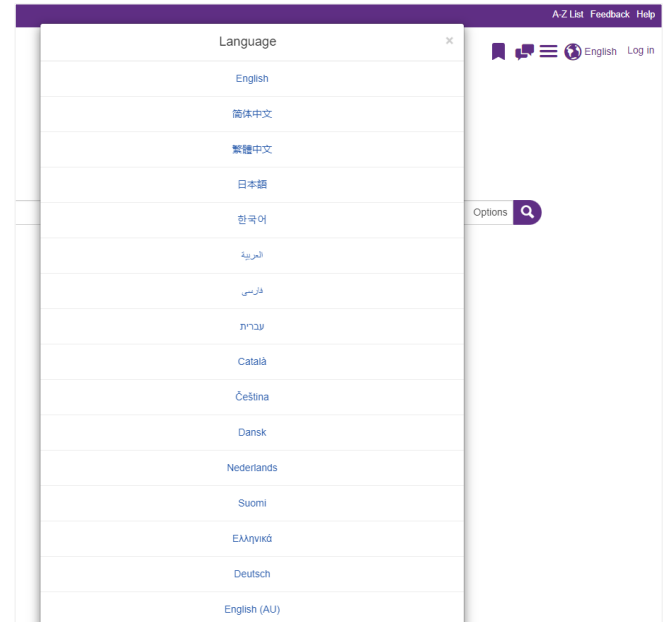 A-Z List Feedback Help
Language ×
English Log in
English
简体中文
繁體中文
日本語
한국어
العربية
فارسی
עברית
Català
Čeština
Dansk
Nederlands
Suomi
Ελληνικά
Deutsch
English (AU)
Options